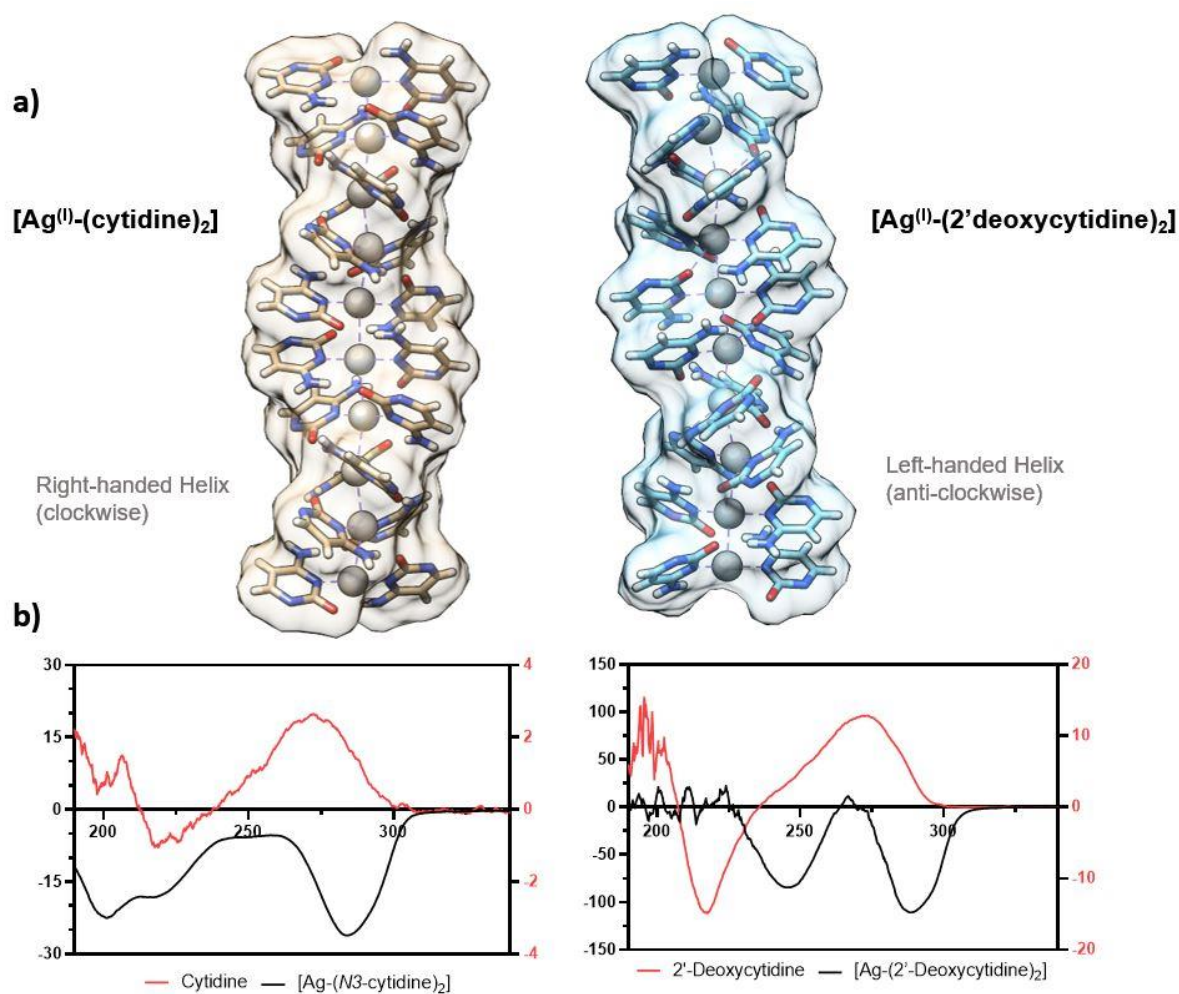 a)
[Ag(I)-(cytidine)2]
[Ag(I)-(2’deoxycytidine)2]
Right-handed Helix
(clockwise)
Left-handed Helix
(anti-clockwise)
b)
30
15
0
-15
-30
4
2
0
-2
-4
200
250
300
150
100
50
0
-50
-100
-150
20
10
0
-10
-20
200
250
300
Cytidine
[Ag-(N3-cytidine)2]
2'-Deoxycytidine
[Ag-(2'-Deoxycytidine)2]